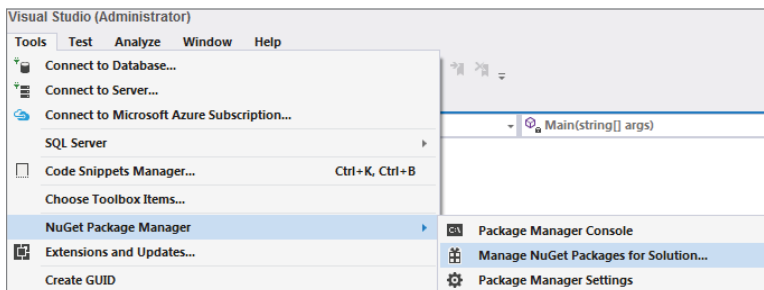 Visual Studio (Administrator)
Tools Test Analyze Window Help
Connect to Database...
Connect to Server...
Connect to Microsoft Azure Subscription...
Main(string[] args)
SQL Server
Code Snippets Manager... Ctrl+K, Ctrl+B
Choose Toolbox Items...
NuGet Package Manager
C:\ Package Manager Console
Extensions and Updates...
Manage NuGet Packages for Solution...
Create GUID
Package Manager Settings